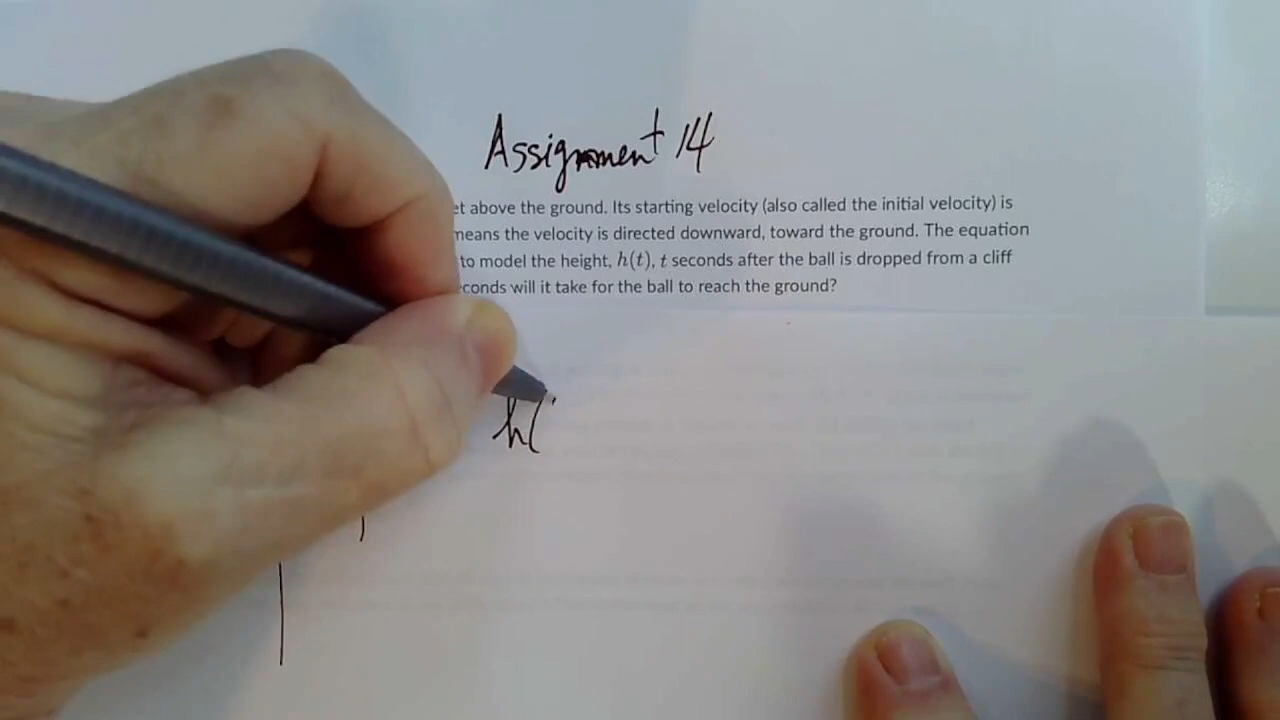 Assignment 14
above the ground. Its starting velocity (also called the initial velocity) is
means the velocity is directed downward, toward the ground. The equation
to model the height, h(t), t seconds after the ball is dropped from a cliff
will it take for the ball to reach the ground?
h(